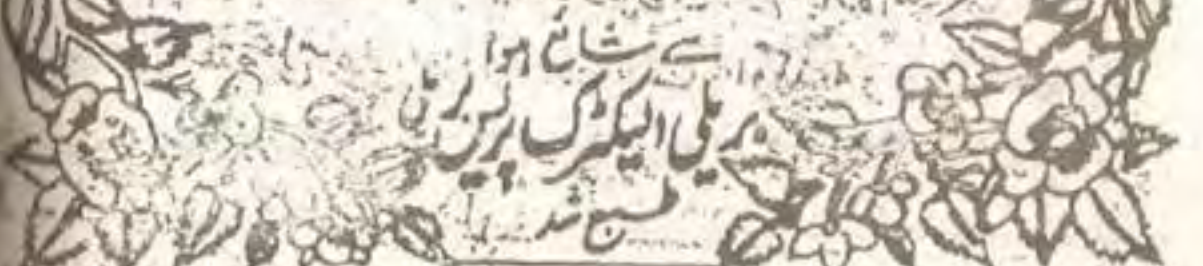 سے شائع ہوا
بریلی الیکٹرک پریس بریلی
طبع شد